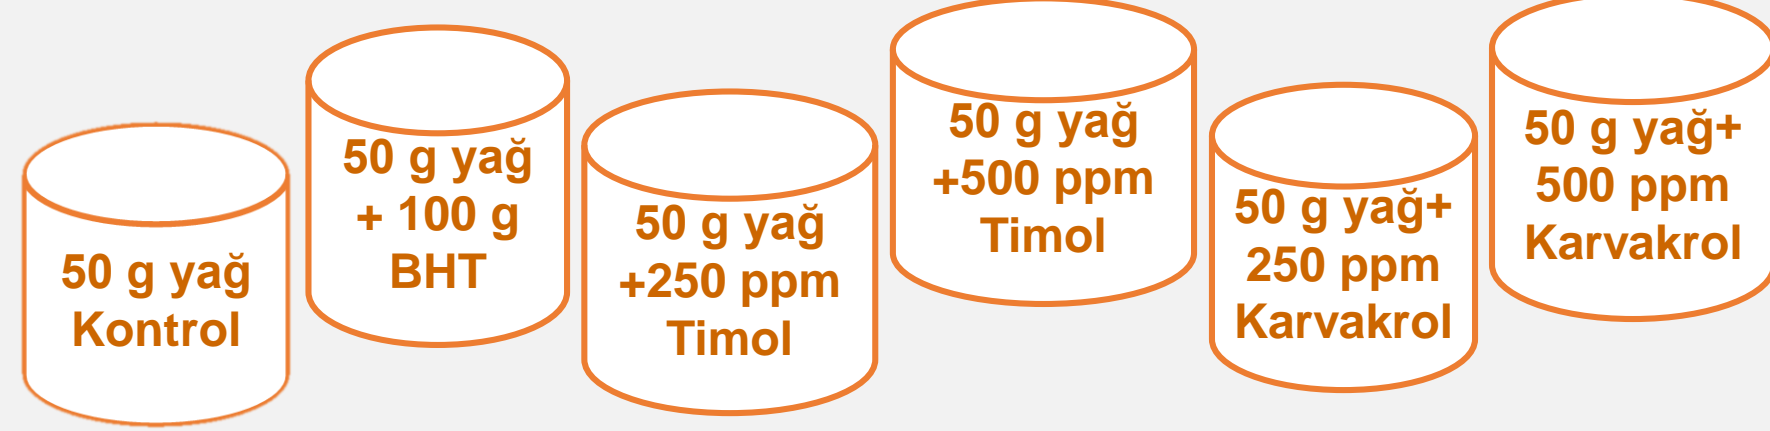 50 g yağ
Kontrol
50 g yağ
+ 100 g
BHT
50 g yağ
+250 ppm
Timol
50 g yağ
+500 ppm
Timol
50 g yağ+
250 ppm
Karvakrol
50 g yağ+
500 ppm
Karvakrol